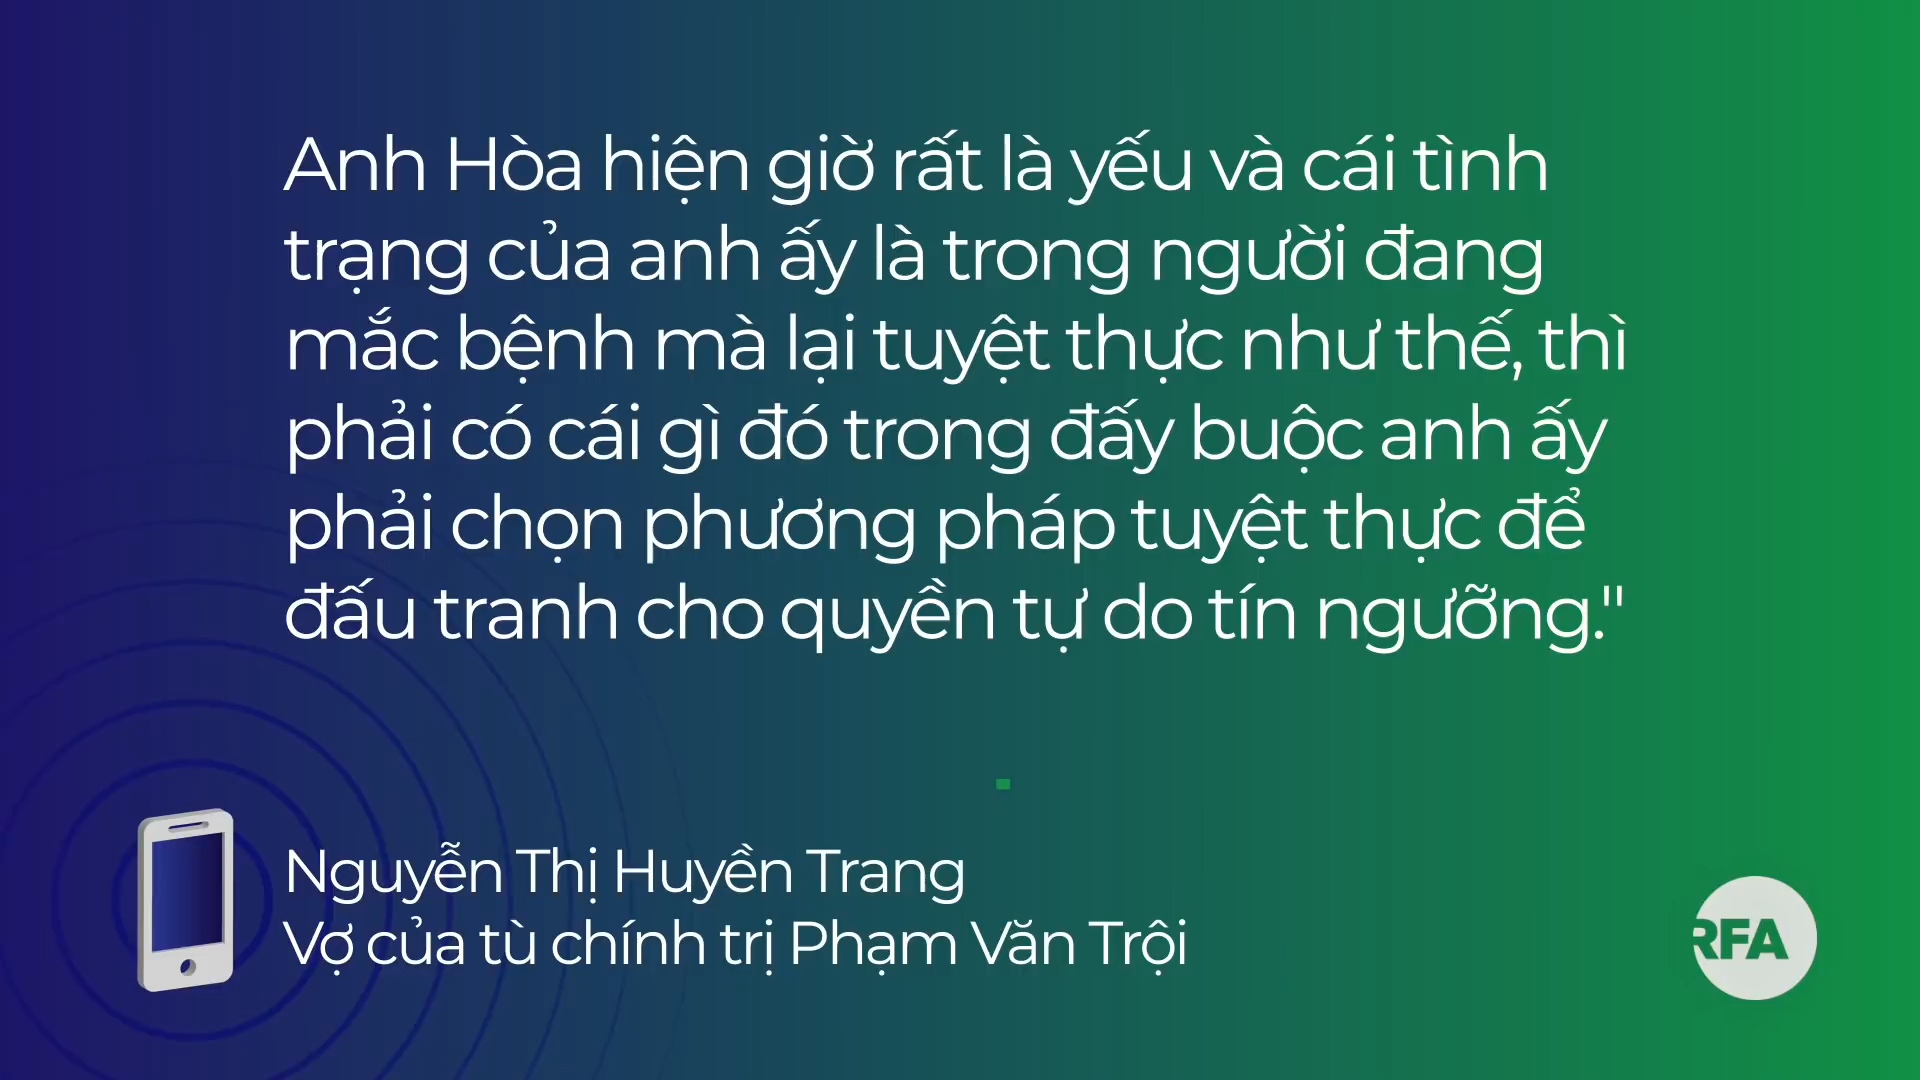 Anh Hòa hiện giờ rất là yếu và cái tình
trạng của anh ấy là trong người đang
mắc bệnh mà lại tuyệt thực như thế, thì
phải có cái gì đó trong đấy buộc anh ấy
phải chọn phương pháp tuyệt thực để
đấu tranh cho quyền tự do tín ngưỡng."
Nguyễn Thị Huyền Trang
Vợ của tù chính trị Phạm Văn Trội
RFA